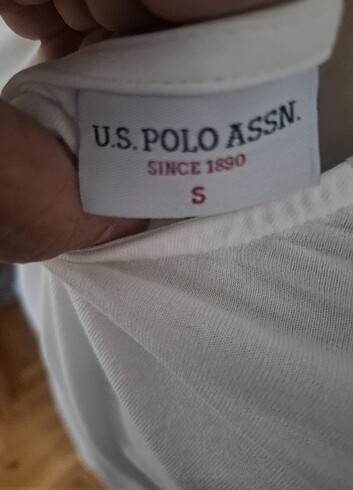 U.S. POLO ASSN.
SINCE 1890
S